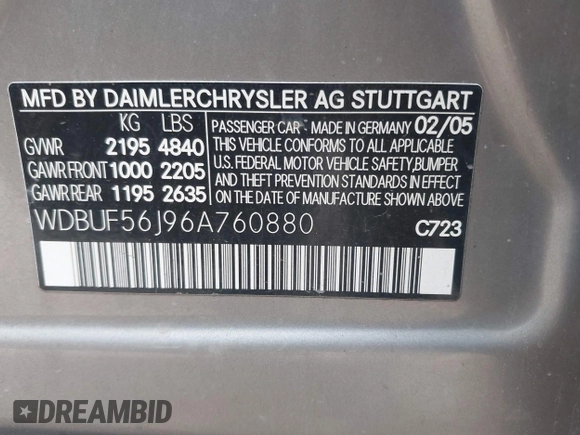 MFD BY DAIMLERCHRYSLER AG STUTTGART
KG LBS
GVWR 2195 4840
GAWR FRONT 1000 2205
GAWR REAR 1195 2635
PASSENGER CAR - MADE IN GERMANY 02/05
THIS VEHICLE CONFORMS TO ALL APPLICABLE
U.S. FEDERAL MOTOR VEHICLE SAFETY, BUMPER
AND THEFT PREVENTION STANDARDS IN EFFECT
ON THE DATE OF MANUFACTURE SHOWN ABOVE.
WDBUF56J96A760880
C723
DREAMBID